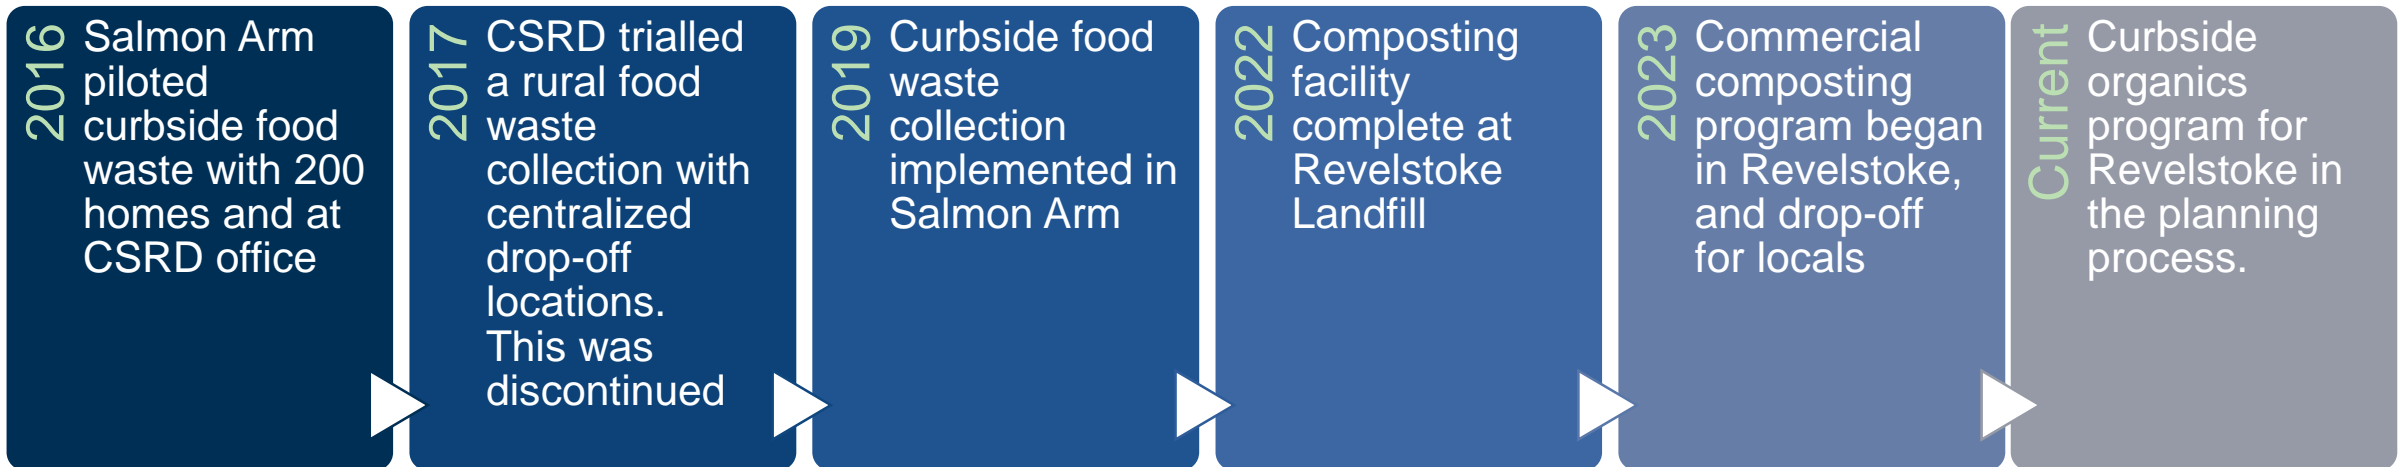 2016
Salmon Arm
piloted
curbside food
waste with 200
homes and at
CSRD office
2017
CSRD trialled
a rural food
waste
collection with
centralized
drop-off
locations.
This was
discontinued
2019
Curbside food
waste
collection
implemented in
Salmon Arm
2022
Composting
facility
complete at
Revelstoke
Landfill
2023
Commercial
composting
program began
in Revelstoke,
and drop-off
for locals
Current
Curbside
organics
program for
Revelstoke in
the planning
process.